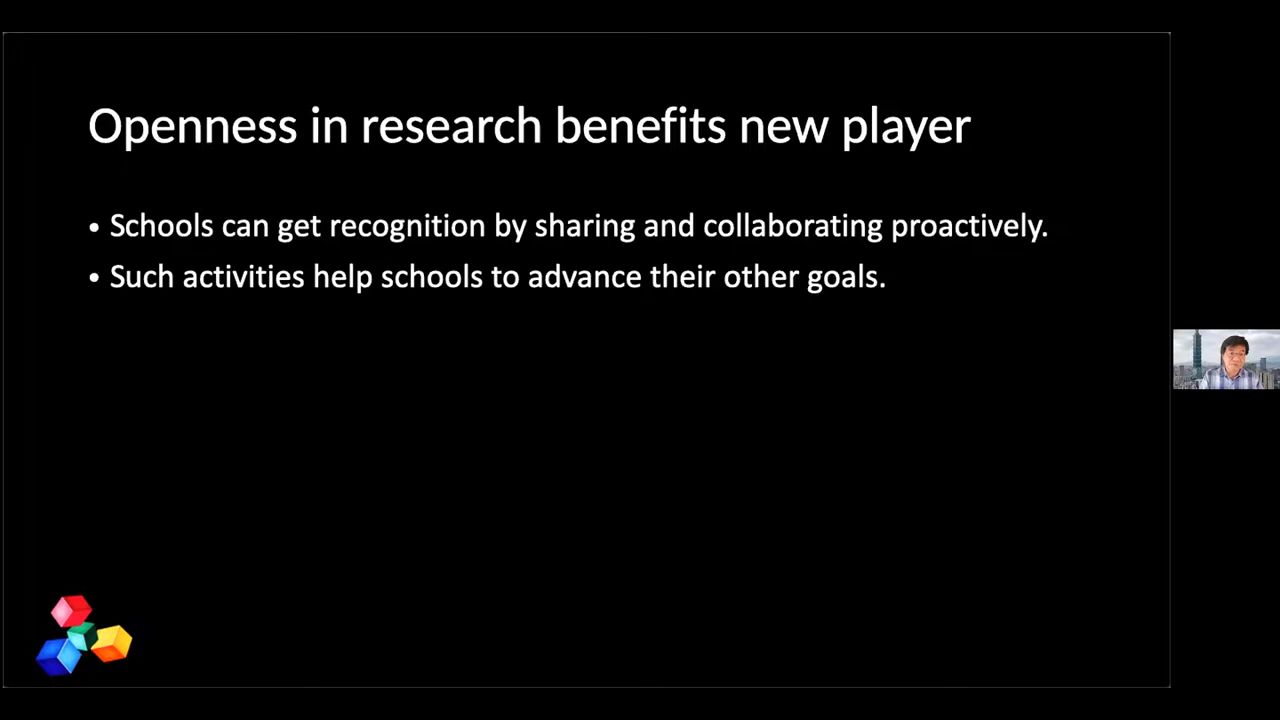 Openness in research benefits new player
• Schools can get recognition by sharing and collaborating proactively.
• Such activities help schools to advance their other goals.